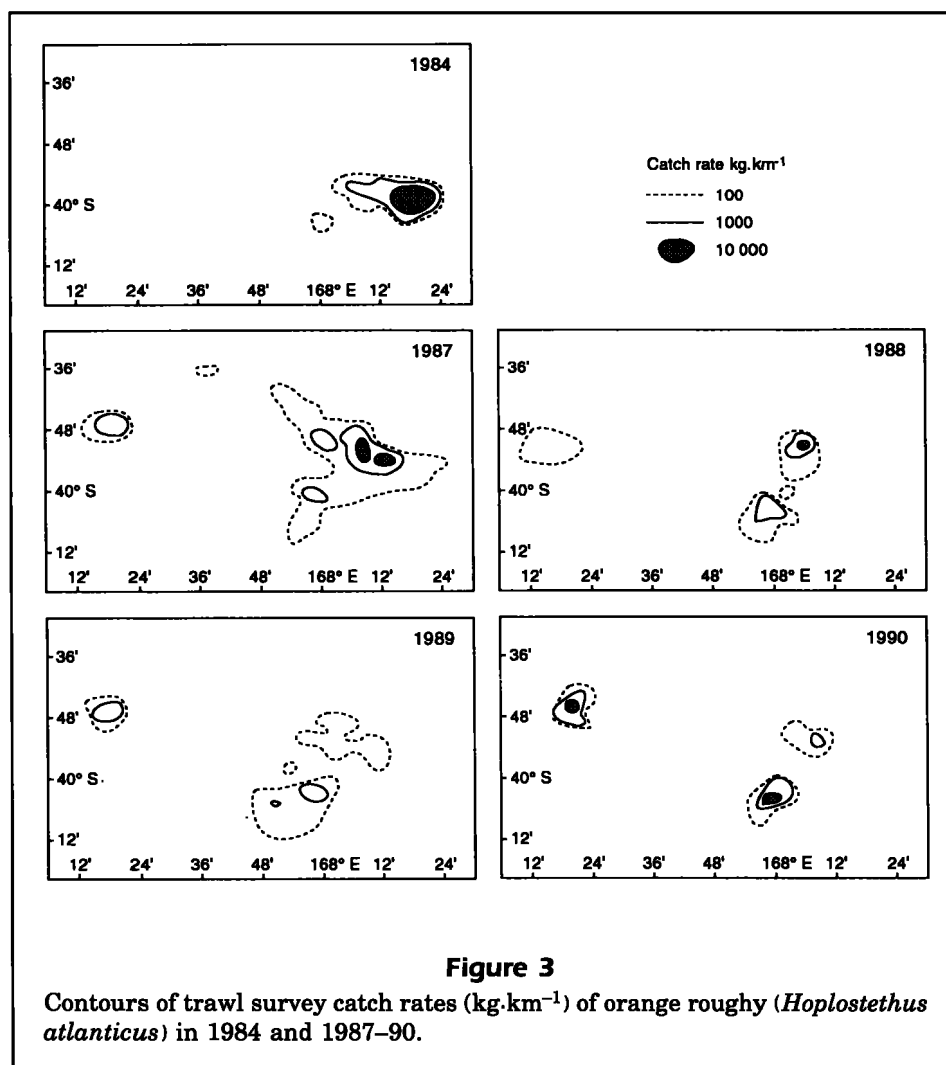 1984
36'
48'
40° S
12'
12' 24' 36' 48' 168° E 12' 24'
Catch rate kg.km⁻¹
100
1000
10 000
1987
36'
48'
40° S
12'
12' 24' 36' 48' 168° E 12' 24'
1988
36'
48'
40° S
12'
12' 24' 36' 48' 168° E 12' 24'
1989
36'
48'
40° S
12'
12' 24' 36' 48' 168° E 12' 24'
1990
36'
48'
40° S
12'
12' 24' 36' 48' 168° E 12' 24'
Figure 3
Contours of trawl survey catch rates (kg·km⁻¹) of orange roughy (Hoplostethus
atlanticus) in 1984 and 1987–90.